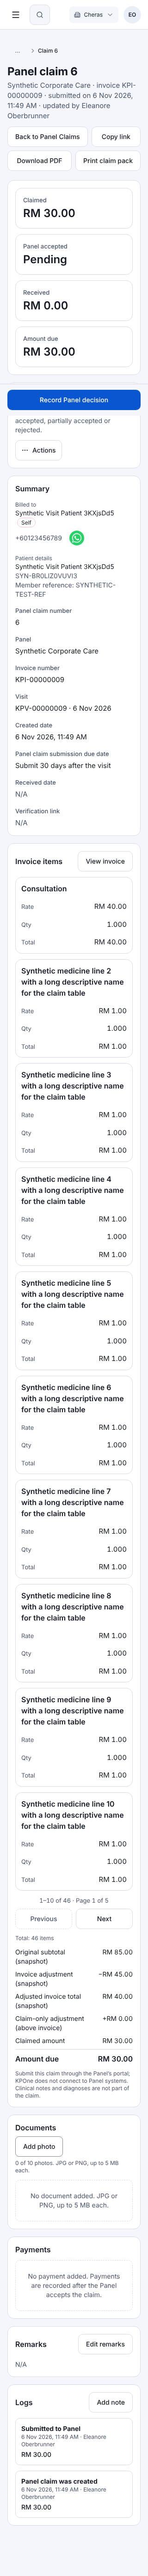 Cheras
EO
... > Claim 6
Panel claim 6
Synthetic Corporate Care · invoice KPI-
00000009 · submitted on 6 Nov 2026,
11:49 AM · updated by Eleanore
Oberbrunner
Back to Panel Claims
Copy link
Download PDF
Print claim pack
Claimed
RM 30.00
Panel accepted
Pending
Received
RM 0.00
Amount due
RM 30.00
Record Panel decision
accepted, partially accepted or
rejected.
··· Actions
Summary
Billed to
Synthetic Visit Patient 3KXjsDd5
Self
+60123456789
Patient details
Synthetic Visit Patient 3KXjsDd5
SYN-BR0LIZ0VUVI3
Member reference: SYNTHETIC-
TEST-REF
Panel claim number
6
Panel
Synthetic Corporate Care
Invoice number
KPI-00000009
Visit
KPV-00000009 · 6 Nov 2026
Created date
6 Nov 2026, 11:49 AM
Panel claim submission due date
Submit 30 days after the visit
Received date
N/A
Verification link
N/A
Invoice items
View invoice
Consultation
Rate RM 40.00
Qty 1.000
Total RM 40.00
Synthetic medicine line 2
with a long descriptive name
for the claim table
Rate RM 1.00
Qty 1.000
Total RM 1.00
Synthetic medicine line 3
with a long descriptive name
for the claim table
Rate RM 1.00
Qty 1.000
Total RM 1.00
Synthetic medicine line 4
with a long descriptive name
for the claim table
Rate RM 1.00
Qty 1.000
Total RM 1.00
Synthetic medicine line 5
with a long descriptive name
for the claim table
Rate RM 1.00
Qty 1.000
Total RM 1.00
Synthetic medicine line 6
with a long descriptive name
for the claim table
Rate RM 1.00
Qty 1.000
Total RM 1.00
Synthetic medicine line 7
with a long descriptive name
for the claim table
Rate RM 1.00
Qty 1.000
Total RM 1.00
Synthetic medicine line 8
with a long descriptive name
for the claim table
Rate RM 1.00
Qty 1.000
Total RM 1.00
Synthetic medicine line 9
with a long descriptive name
for the claim table
Rate RM 1.00
Qty 1.000
Total RM 1.00
Synthetic medicine line 10
with a long descriptive name
for the claim table
Rate RM 1.00
Qty 1.000
Total RM 1.00
1–10 of 46 · Page 1 of 5
Previous
Next
Total: 46 items
Original subtotal RM 85.00
(snapshot)
Invoice adjustment −RM 45.00
(snapshot)
Adjusted invoice total RM 40.00
(snapshot)
Claim-only adjustment +RM 0.00
(above invoice)
Claimed amount RM 30.00
Amount due RM 30.00
Submit this claim through the Panel's portal;
KPOne does not connect to Panel systems.
Clinical notes and diagnoses are not part of
the claim.
Documents
Add photo
0 of 10 photos. JPG or PNG, up to 5 MB
each.
No document added. JPG or
PNG, up to 5 MB each.
Payments
No payment added. Payments
are recorded after the Panel
accepts the claim.
Remarks
Edit remarks
N/A
Logs
Add note
Submitted to Panel
6 Nov 2026, 11:49 AM · Eleanore
Oberbrunner
RM 30.00
Panel claim was created
6 Nov 2026, 11:49 AM · Eleanore
Oberbrunner
RM 30.00